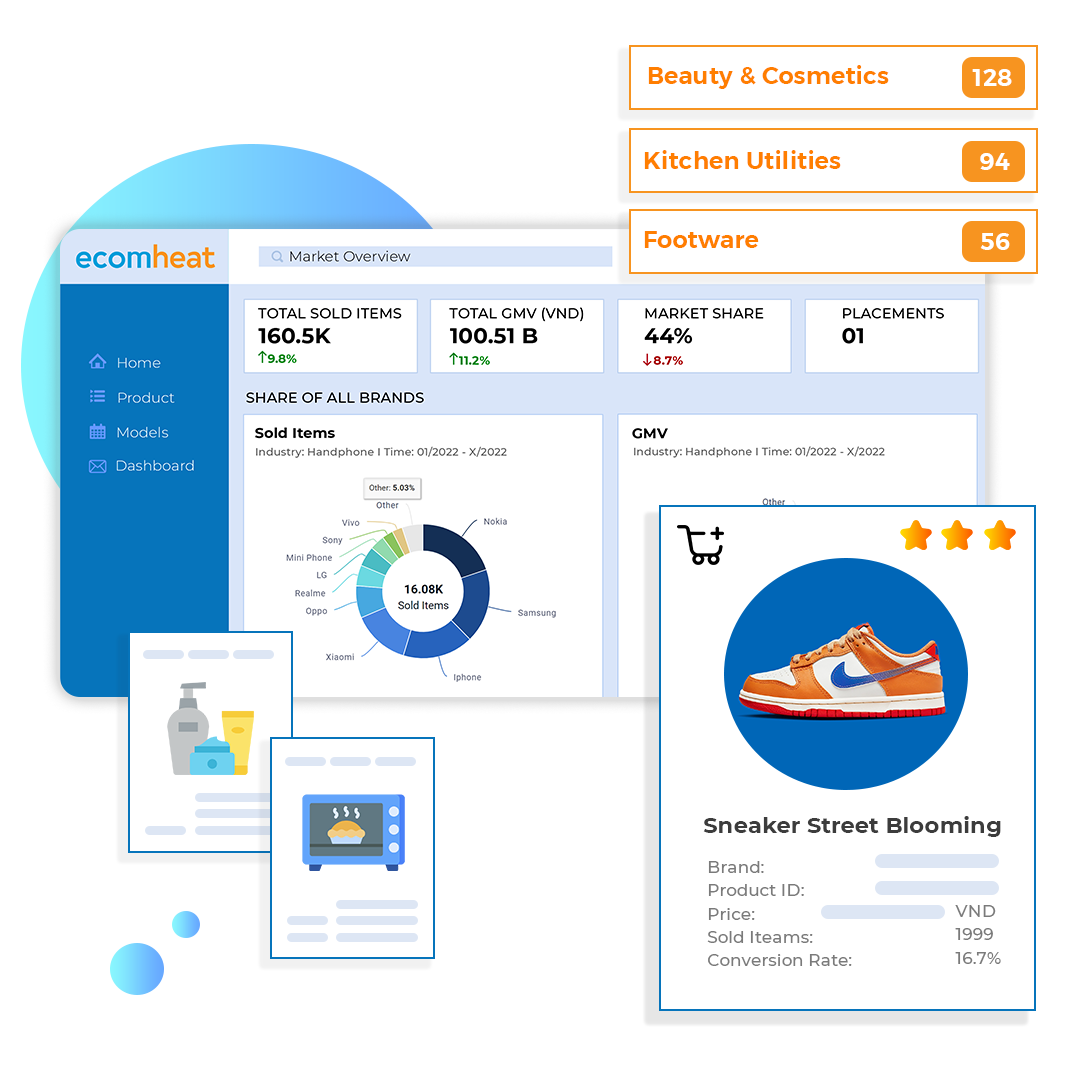 Beauty & Cosmetics 128
Kitchen Utilities 94
Footware 56
ecomheat
Market Overview
Home
Product
Models
Dashboard
TOTAL SOLD ITEMS
160.5K
↑9.8%
TOTAL GMV (VND)
100.51 B
↑11.2%
MARKET SHARE
44%
↓8.7%
PLACEMENTS
01
SHARE OF ALL BRANDS
Sold Items
Industry: Handphone I Time: 01/2022 - X/2022
Other: 5.03%
Other
Vivo
Sony
Mini Phone
LG
Realme
Oppo
Xiaomi
Nokia
Samsung
Iphone
16.08K
Sold Items
GMV
Industry: Handphone I Time: 01/2022 - X/2022
Other
Sneaker Street Blooming
Brand:
Product ID:
Price: VND
Sold Iteams: 1999
Conversion Rate: 16.7%